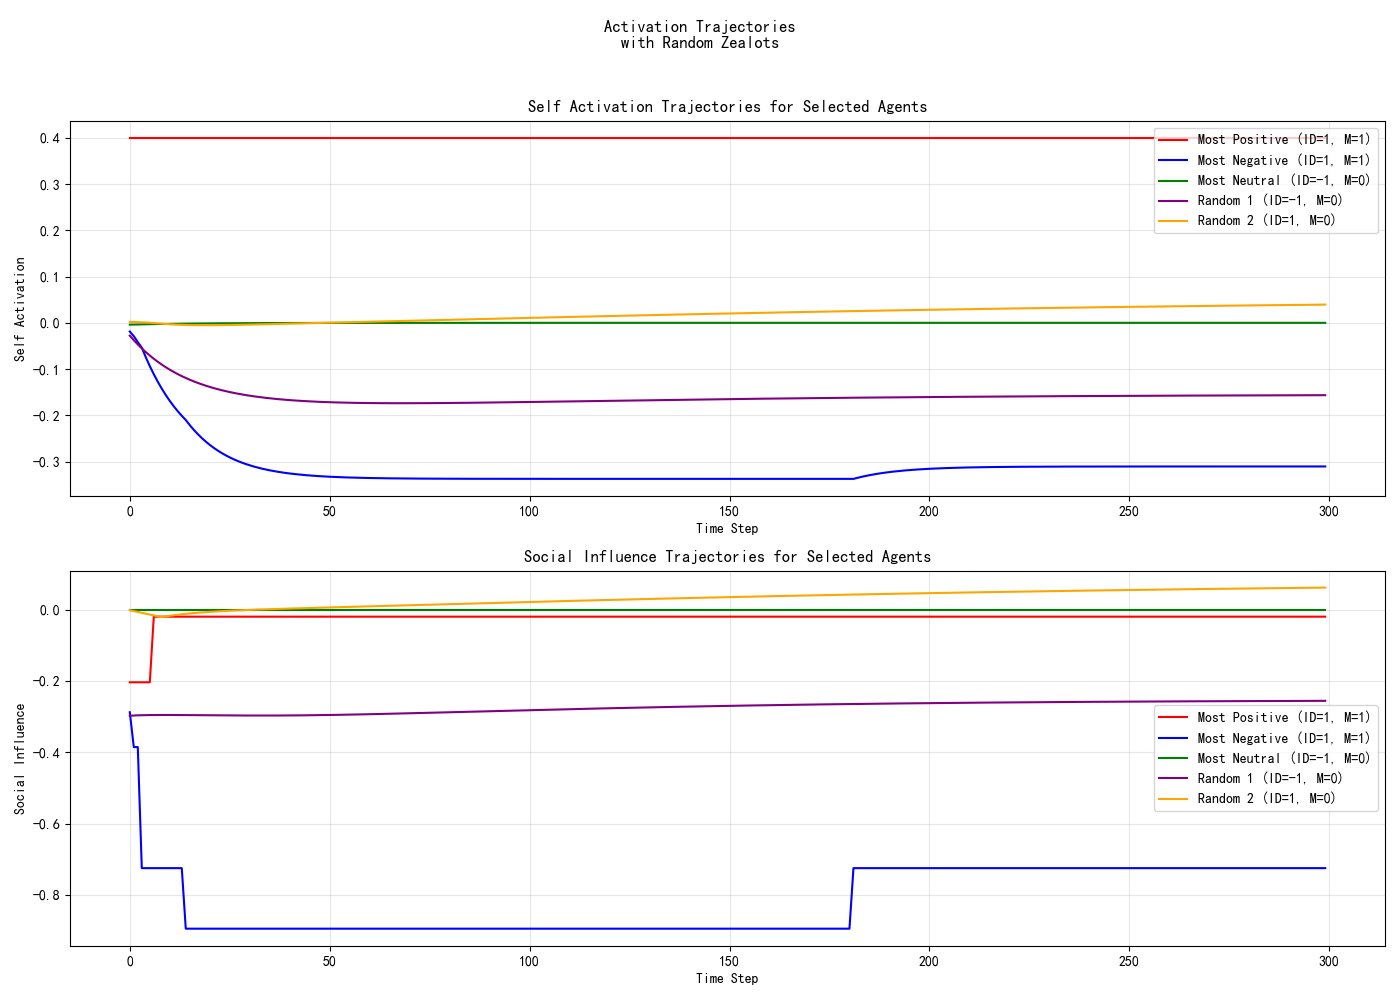 Activation Trajectories
with Random Zealots
Self Activation Trajectories for Selected Agents
Self Activation
0.4
0.3
0.2
0.1
0.0
−0.1
−0.2
−0.3
Most Positive (ID=1, M=1)
Most Negative (ID=1, M=1)
Most Neutral (ID=-1, M=0)
Random 1 (ID=-1, M=0)
Random 2 (ID=1, M=0)
0 50 100 150 200 250 300
Time Step
Social Influence Trajectories for Selected Agents
Social Influence
0.0
−0.2
−0.4
−0.6
−0.8
Most Positive (ID=1, M=1)
Most Negative (ID=1, M=1)
Most Neutral (ID=-1, M=0)
Random 1 (ID=-1, M=0)
Random 2 (ID=1, M=0)
0 50 100 150 200 250 300
Time Step